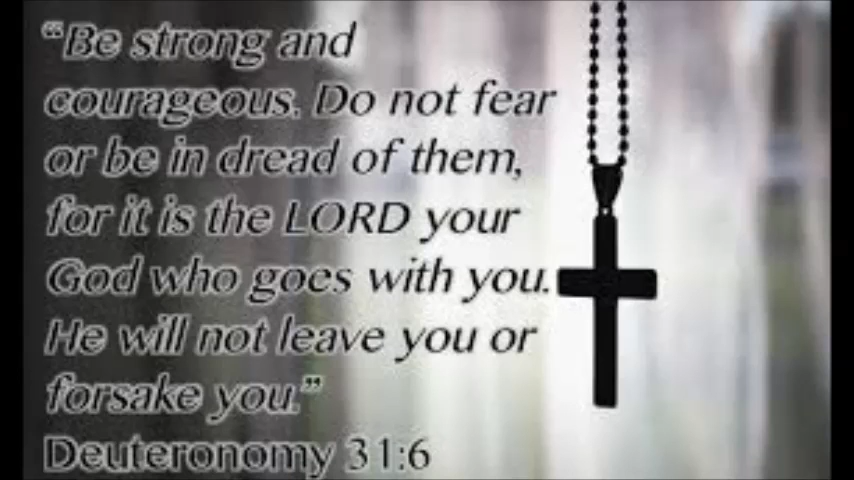 “Be strong and
courageous. Do not fear
or be in dread of them,
for it is the LORD your
God who goes with you.
He will not leave you or
forsake you.”
Deuteronomy 31:6